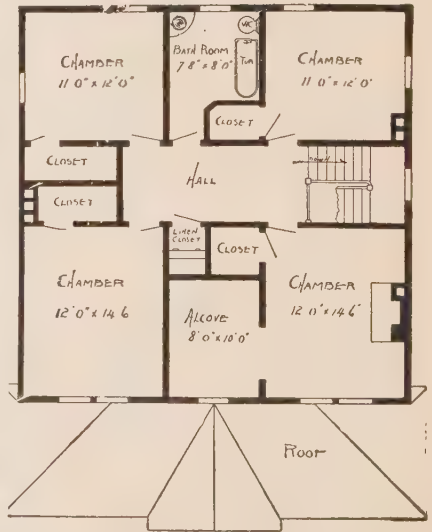 CHAMBER
11'0" x 12'0"
BATH ROOM
7'8" x 8'0"
W.C.
TUB
CHAMBER
11'0" x 12'0"
CLOSET
CLOSET
HALL
DOWN
CLOSET
LINEN
CLOSET
CLOSET
CHAMBER
12'0" x 14'6
ALCOVE
8'0" x 10'0"
CHAMBER
12'0" x 14'6"
ROOF